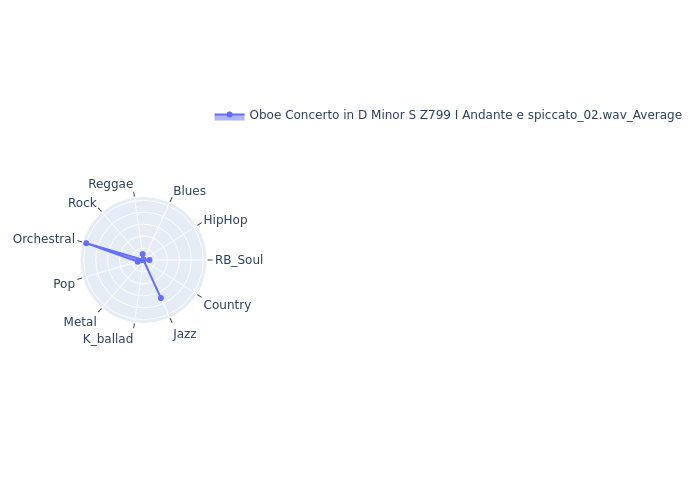 Oboe Concerto in D Minor S Z799 I Andante e spiccato_02.wav_Average
Reggae
Blues
Rock
HipHop
Orchestral
RB_Soul
Pop
Country
Metal
Jazz
K_ballad